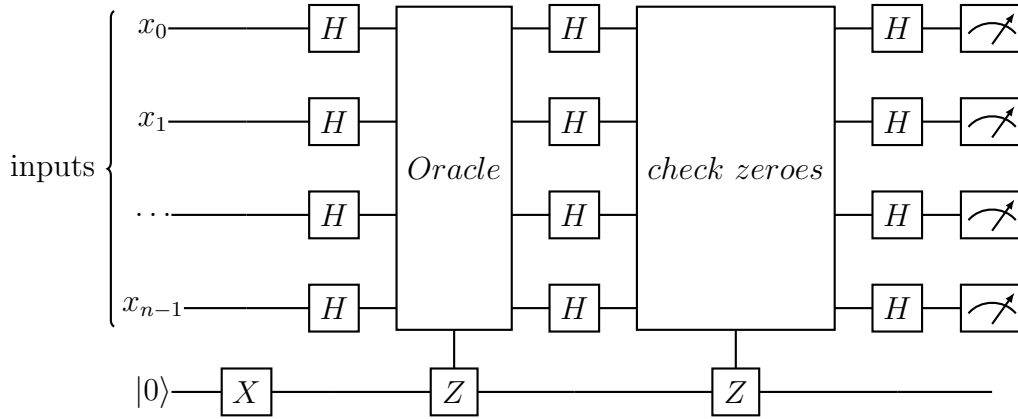 x₀ H H H
x₁ H H H
inputs Oracle check zeroes
... H H H
xₙ₋₁ H H H
|0⟩ X Z Z